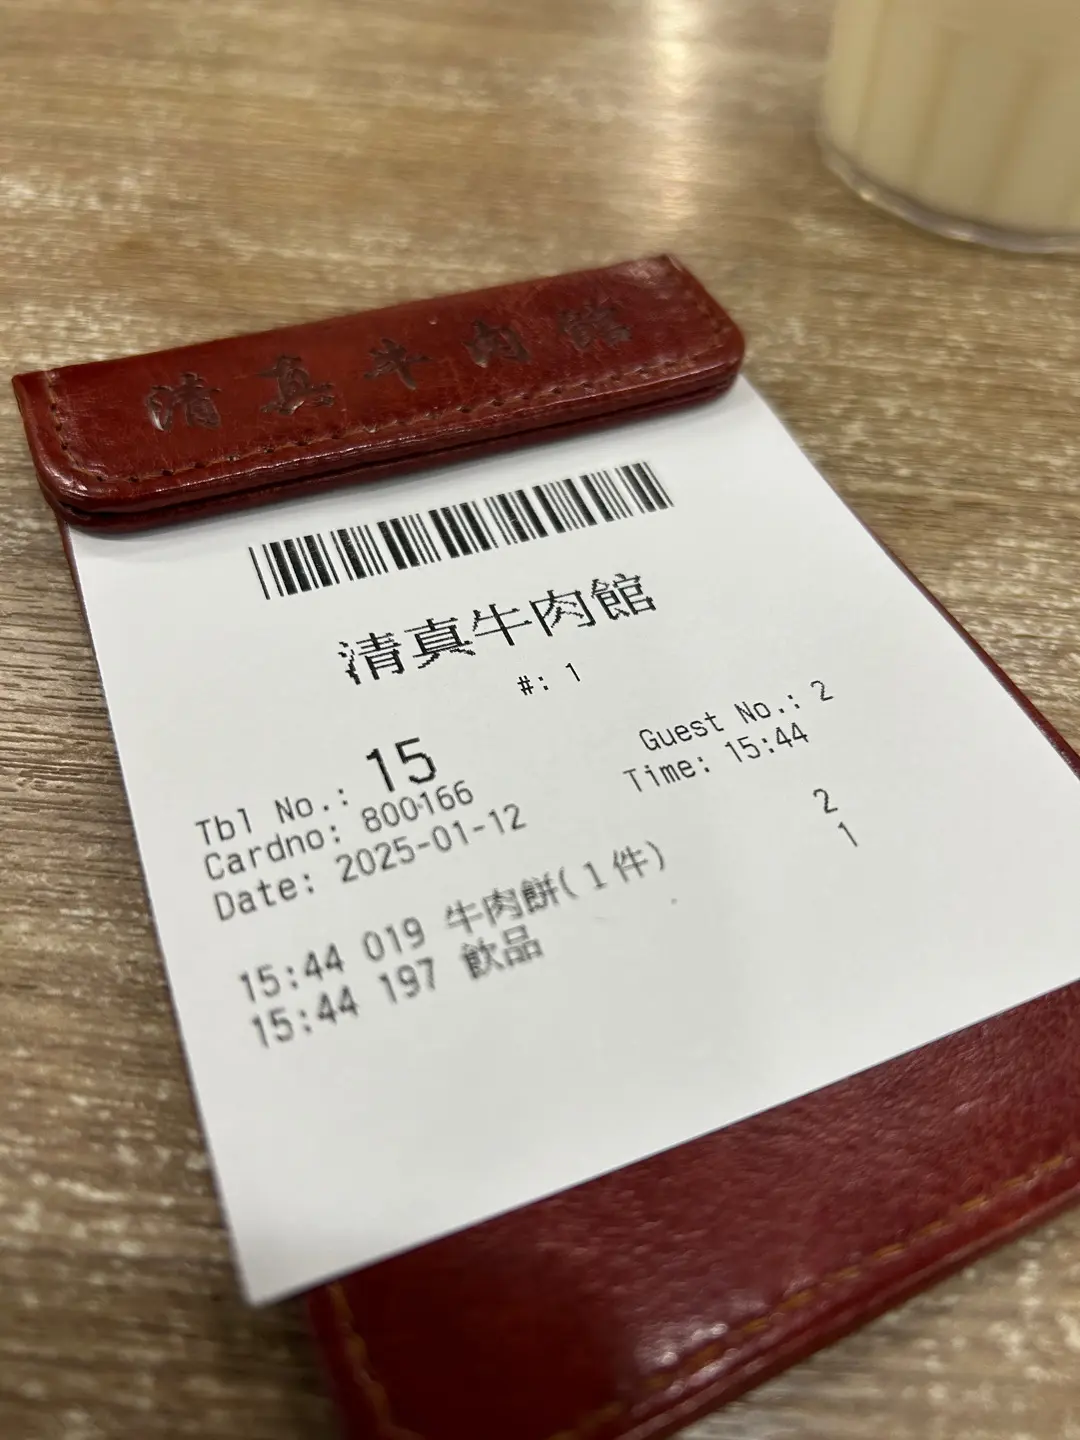 清真牛肉館
清真牛肉館
#: 1
Tbl No.: 15 Guest No.: 2
Cardno: 800166 Time: 15:44
Date: 2025-01-12
15:44 019 牛肉餅(1件) 2
15:44 197 飲品 1